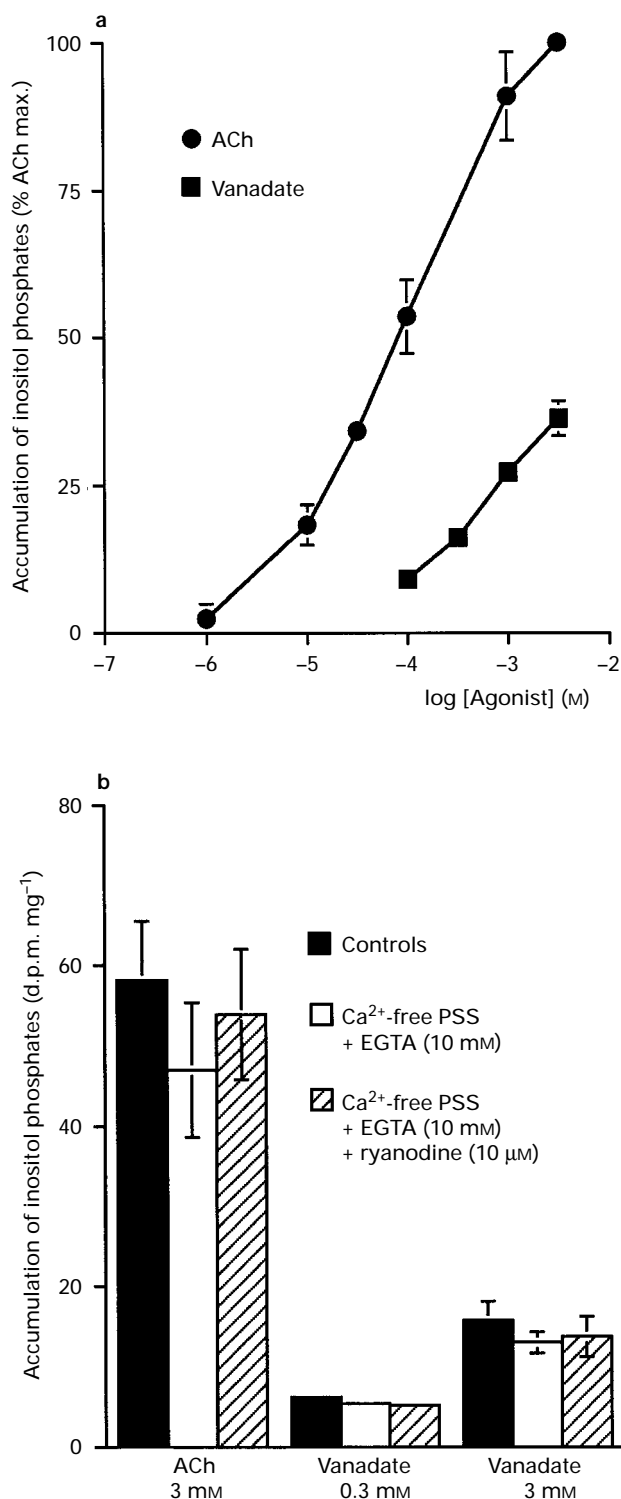 a
Accumulation of inositol phosphates (% ACh max.)
100
75
50
25
0
ACh
Vanadate
–7 –6 –5 –4 –3 –2
log [Agonist] (M)
b
Accumulation of inositol phosphates (d.p.m. mg⁻¹)
80
60
40
20
0
Controls
Ca²⁺-free PSS
+ EGTA (10 mM)
Ca²⁺-free PSS
+ EGTA (10 mM)
+ ryanodine (10 µM)
ACh Vanadate Vanadate
3 mM 0.3 mM 3 mM